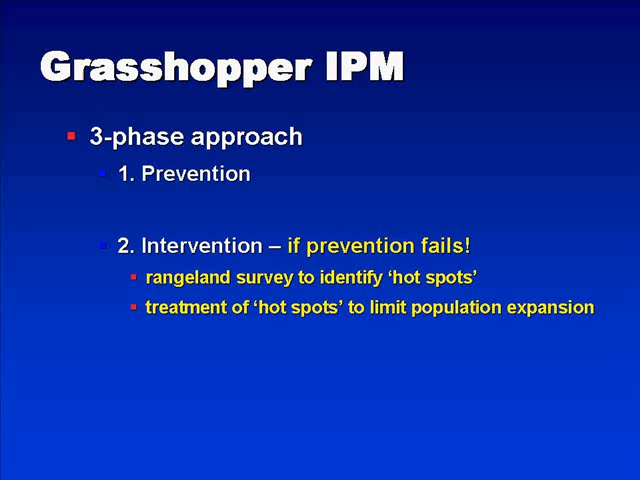 Grasshopper IPM
3-phase approach
1. Prevention
2. Intervention – if prevention fails!
rangeland survey to identify ‘hot spots’
treatment of ‘hot spots’ to limit population expansion